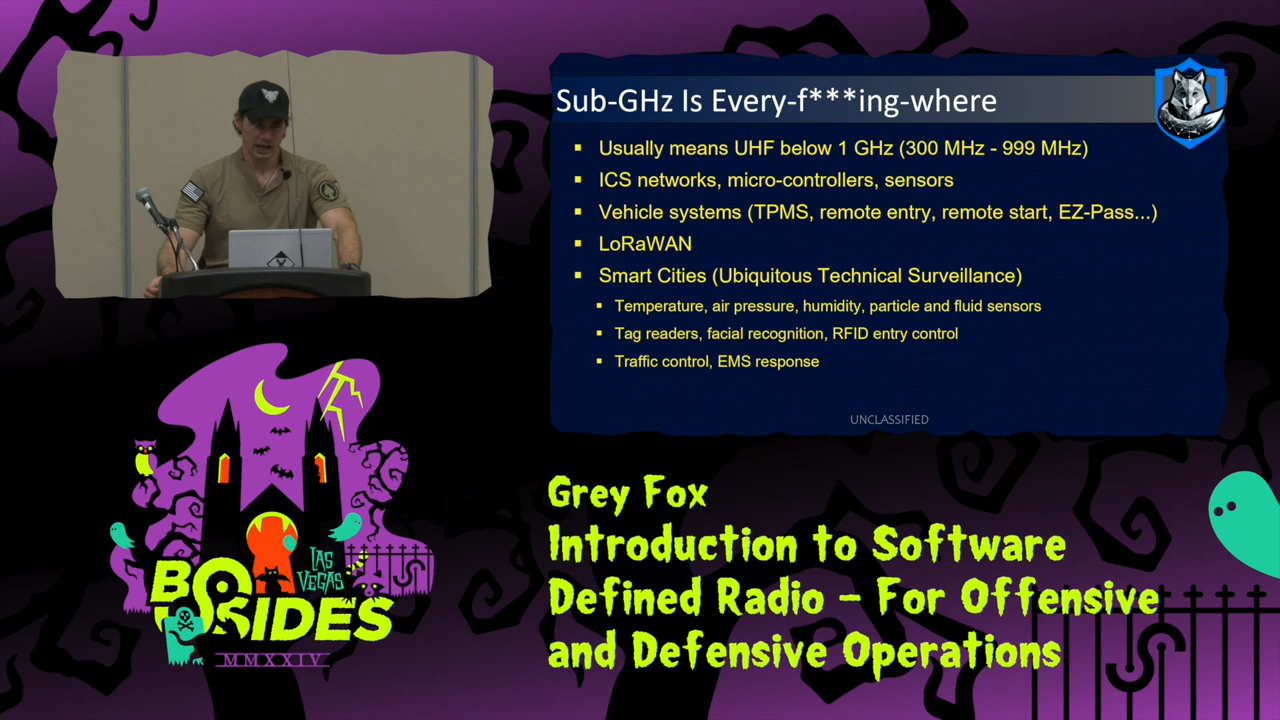 Sub-GHz Is Every-f***ing-where
▪ Usually means UHF below 1 GHz (300 MHz - 999 MHz)
▪ ICS networks, micro-controllers, sensors
▪ Vehicle systems (TPMS, remote entry, remote start, EZ-Pass...)
▪ LoRaWAN
▪ Smart Cities (Ubiquitous Technical Surveillance)
▪ Temperature, air pressure, humidity, particle and fluid sensors
▪ Tag readers, facial recognition, RFID entry control
▪ Traffic control, EMS response
UNCLASSIFIED
LAS
VEGAS
BSIDES
MMXXIV
Grey Fox
Introduction to Software
Defined Radio – For Offensive
and Defensive Operations